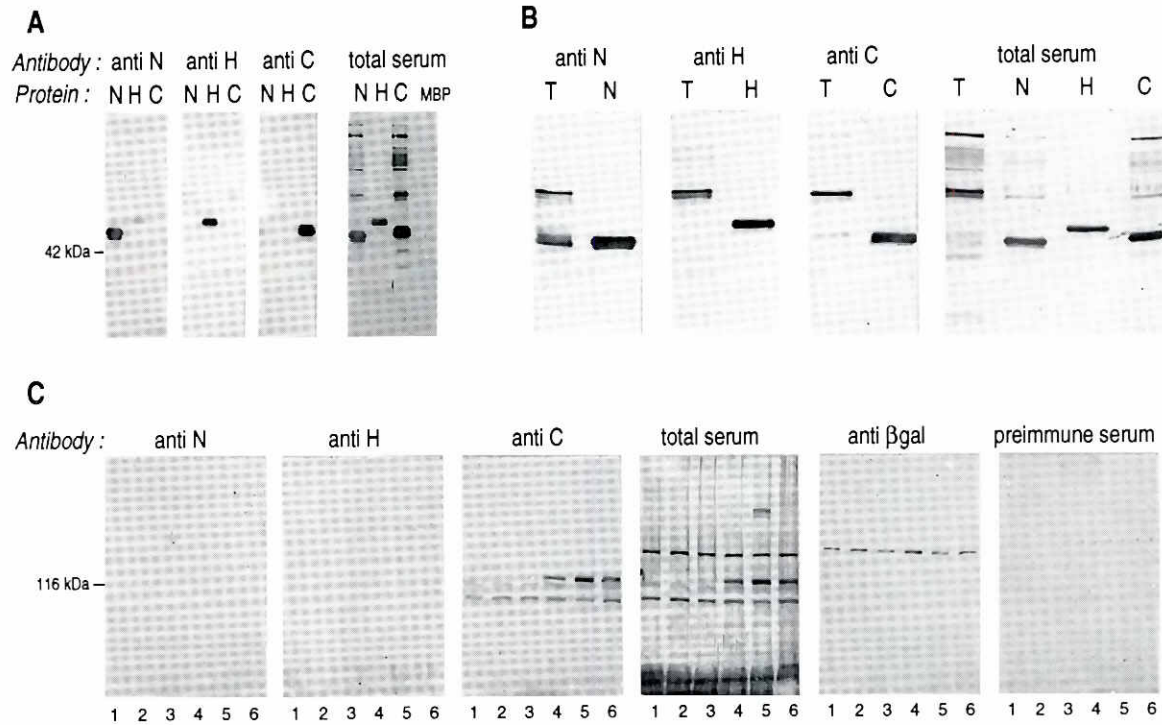 A
Antibody : anti N anti H anti C total serum
Protein : N H C N H C N H C N H C MBP
42 kDa
B
anti N anti H anti C total serum
T N T H T C T N H C
C
Antibody : anti N anti H anti C total serum anti βgal preimmune serum
116 kDa
1 2 3 4 5 6 1 2 3 4 5 6 1 2 3 4 5 6 1 2 3 4 5 6 1 2 3 4 5 6 1 2 3 4 5 6